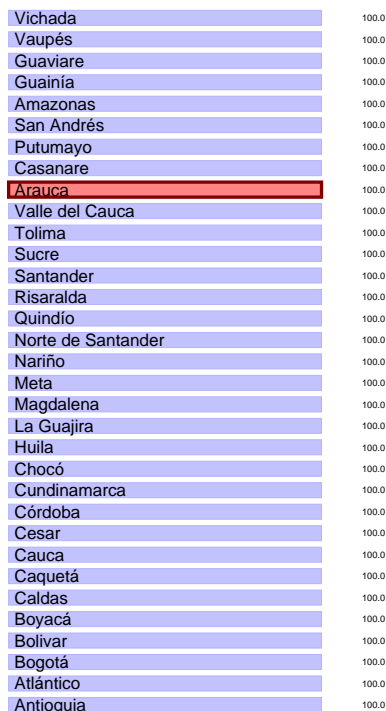 Vichada 100.0
Vaupés 100.0
Guaviare 100.0
Guainía 100.0
Amazonas 100.0
San Andrés 100.0
Putumayo 100.0
Casanare 100.0
Arauca 100.0
Valle del Cauca 100.0
Tolima 100.0
Sucre 100.0
Santander 100.0
Risaralda 100.0
Quindío 100.0
Norte de Santander 100.0
Nariño 100.0
Meta 100.0
Magdalena 100.0
La Guajira 100.0
Huila 100.0
Chocó 100.0
Cundinamarca 100.0
Córdoba 100.0
Cesar 100.0
Cauca 100.0
Caquetá 100.0
Caldas 100.0
Boyacá 100.0
Bolivar 100.0
Bogotá 100.0
Atlántico 100.0
Antioquia 100.0